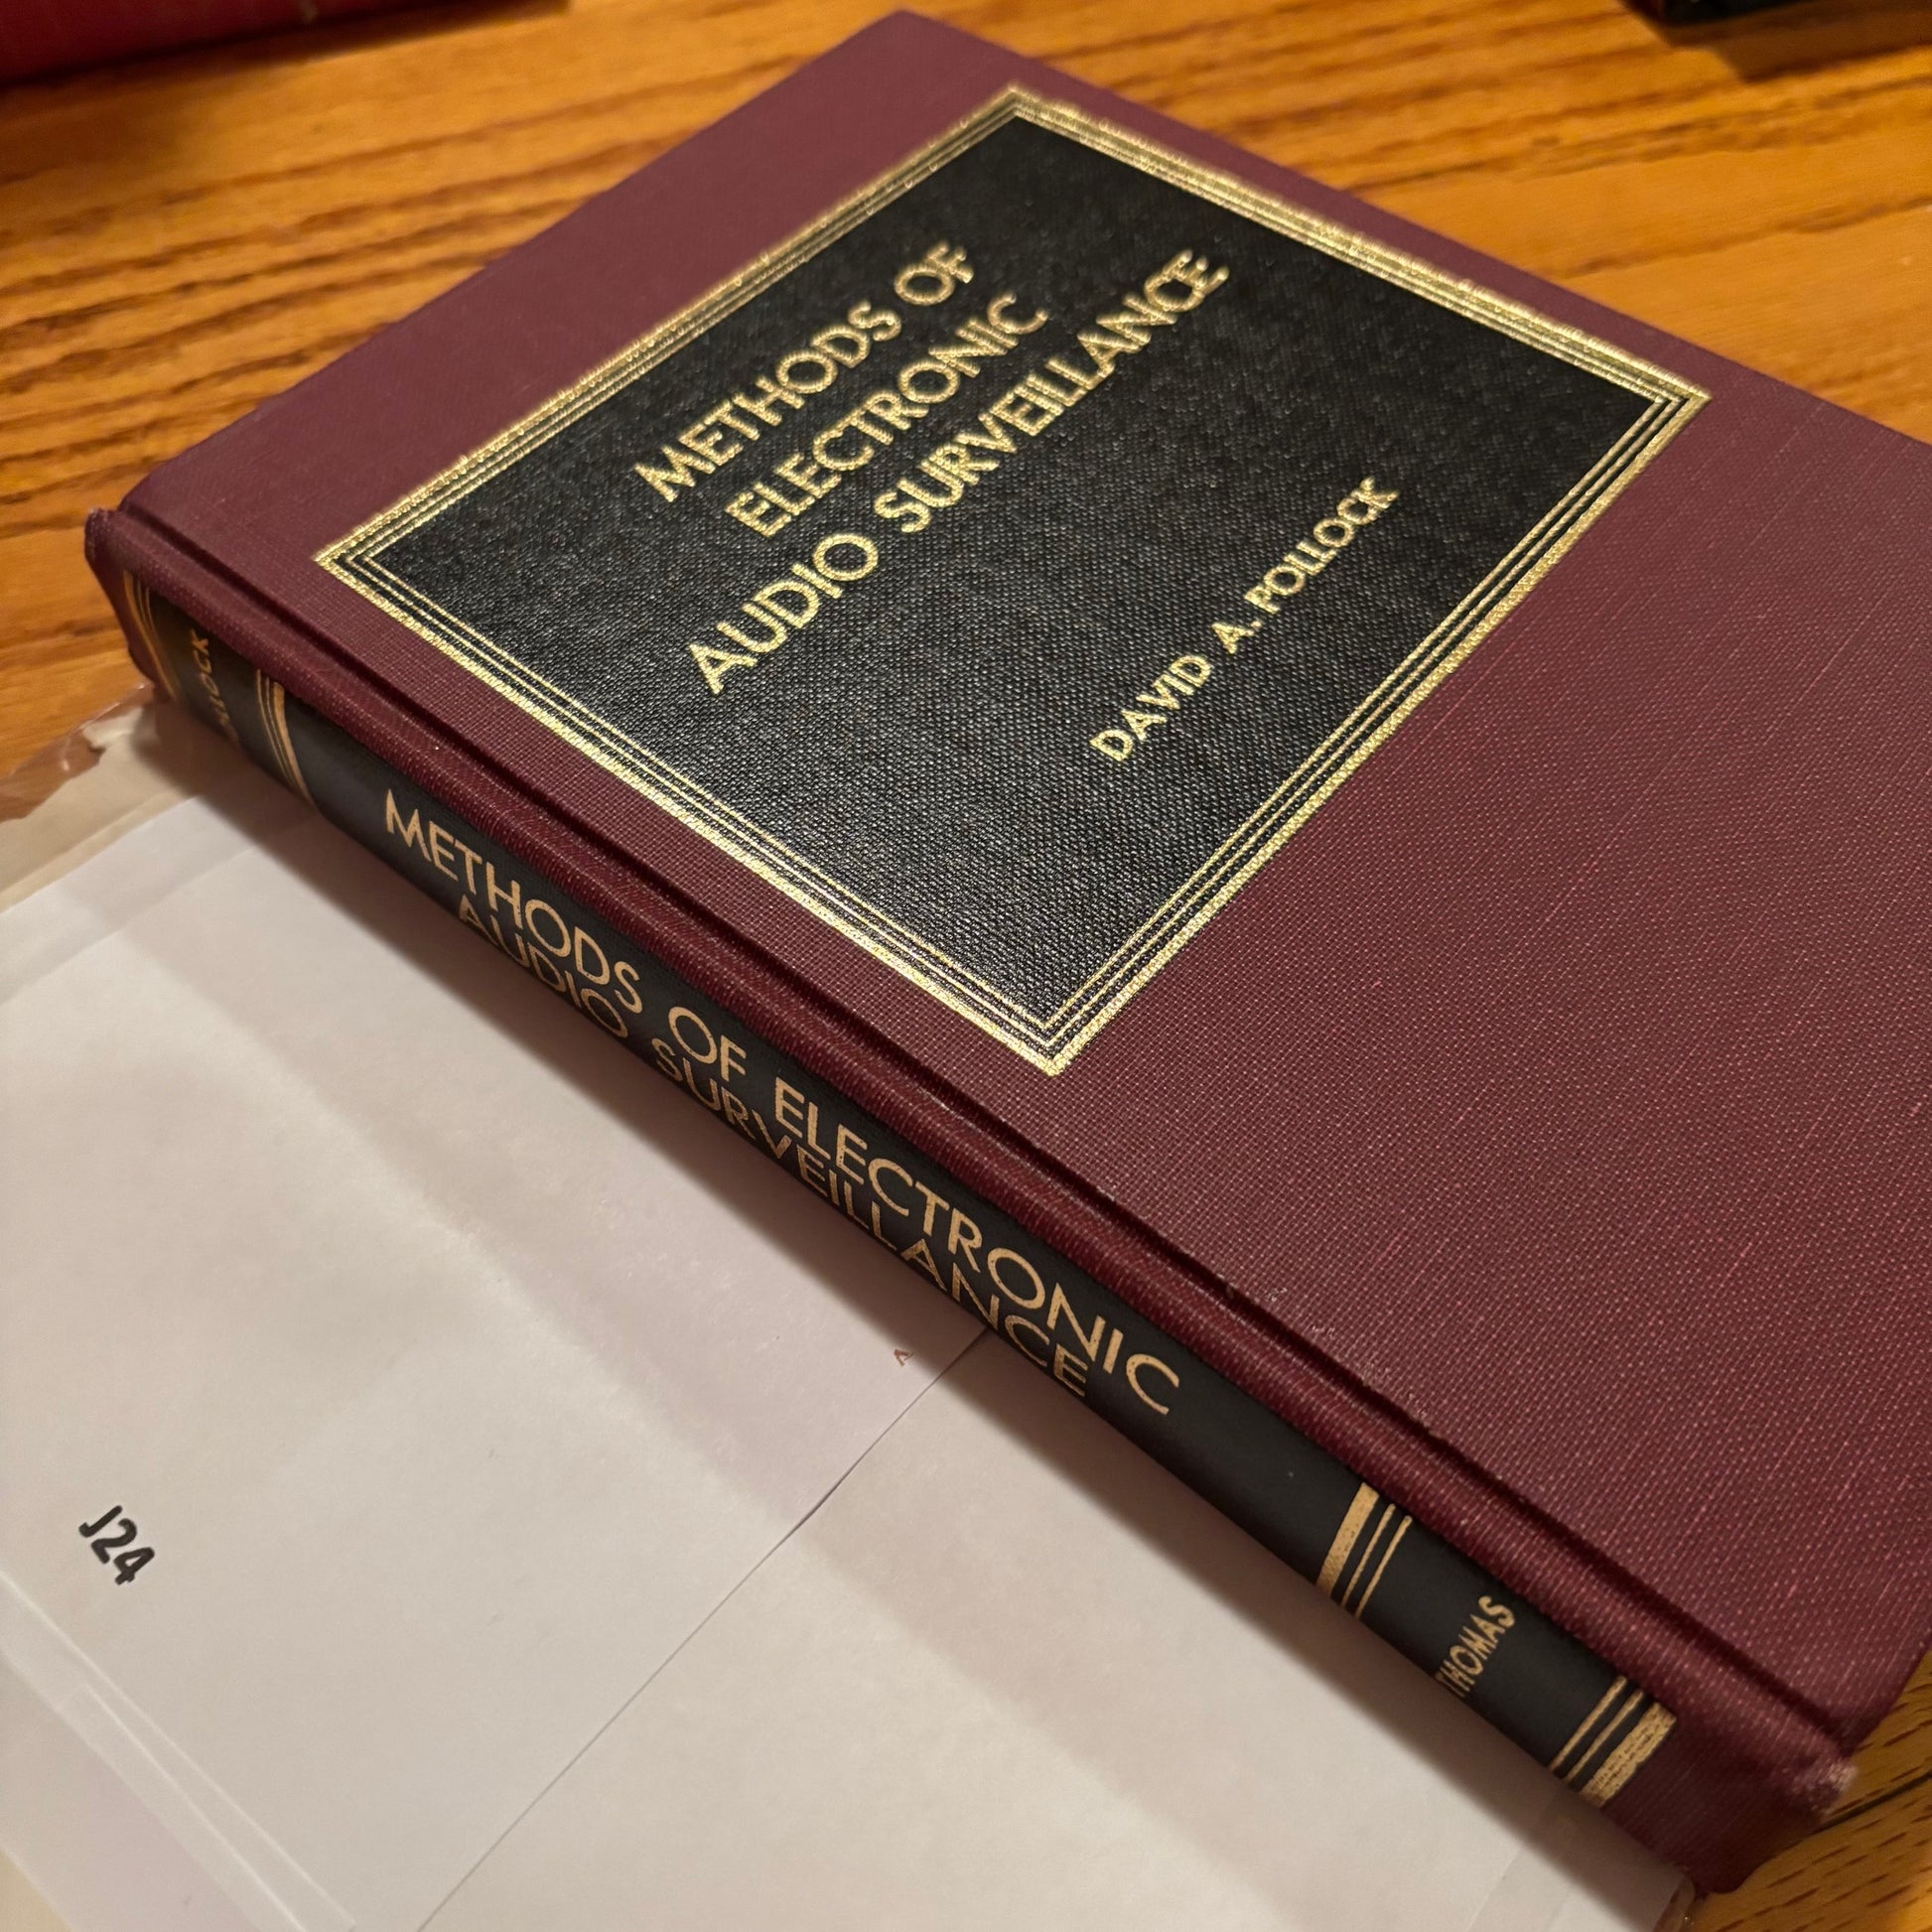 METHODS OF
ELECTRONIC
AUDIO SURVEILLANCE
DAVID A. POLLOCK
METHODS OF ELECTRONIC
AUDIO SURVEILLANCE
THOMAS
J24